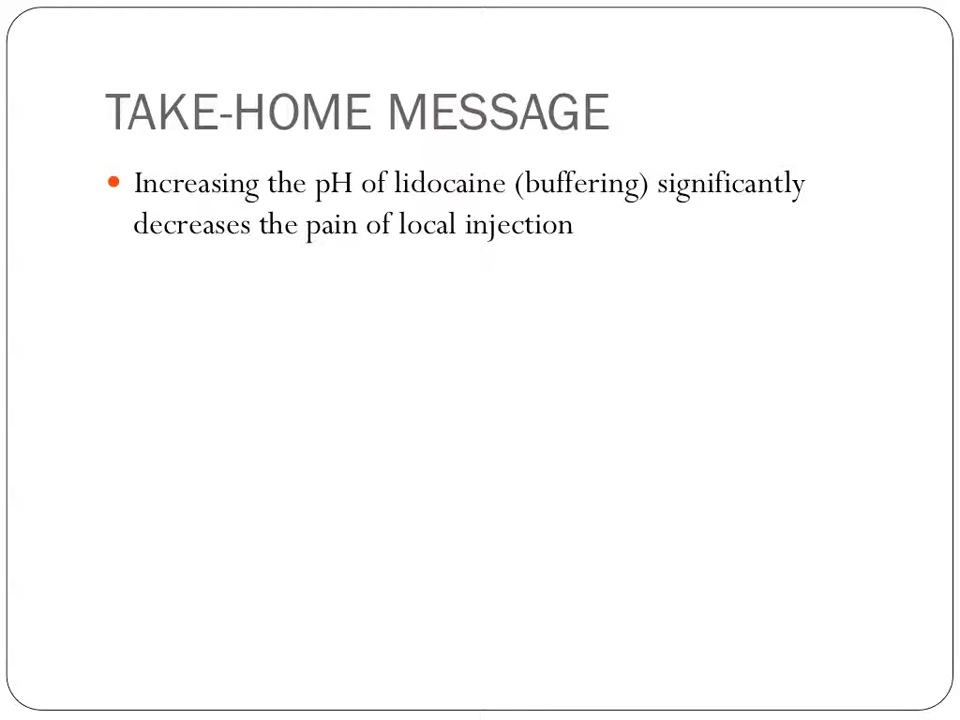 TAKE-HOME MESSAGE
• Increasing the pH of lidocaine (buffering) significantly
decreases the pain of local injection